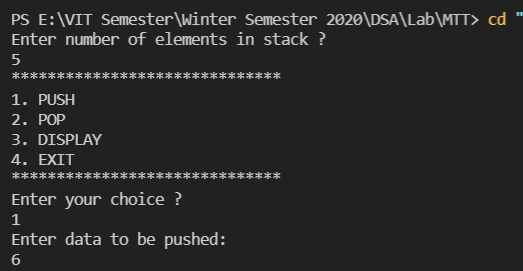 PS E:\VIT Semester\Winter Semester 2020\DSA\Lab\MTT> cd "
Enter number of elements in stack ?
5
******************************
1. PUSH
2. POP
3. DISPLAY
4. EXIT
******************************
Enter your choice ?
1
Enter data to be pushed:
6